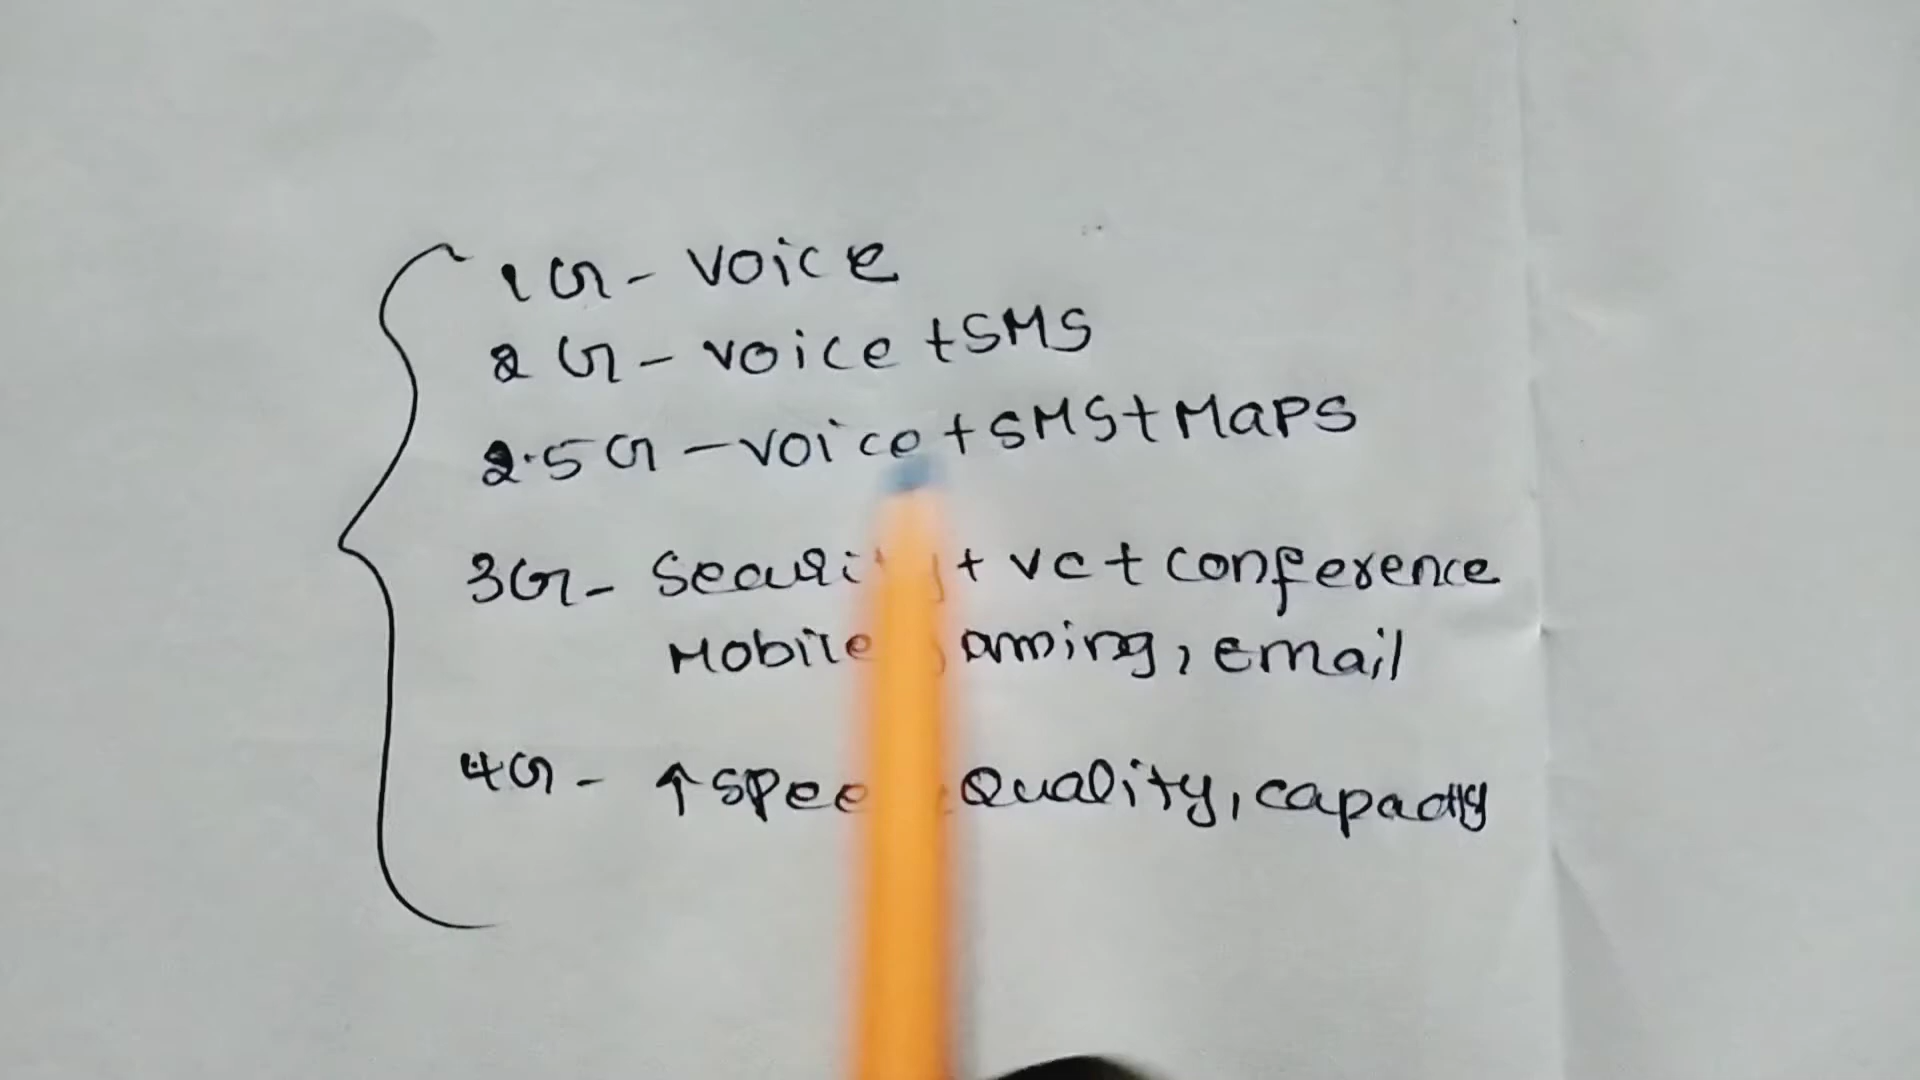 1G - voice
2G - voice + SMS
2.5G - voice + SMS + Maps
3G - + vc + conference
Mobile email
4G - ↑ Quality, capacity